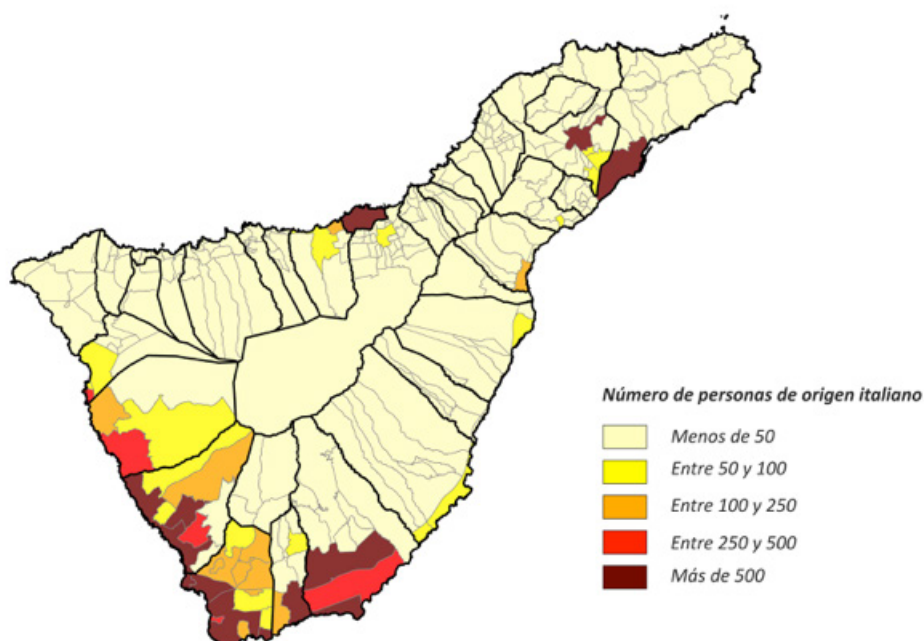 Número de personas de origen italiano
Menos de 50
Entre 50 y 100
Entre 100 y 250
Entre 250 y 500
Más de 500